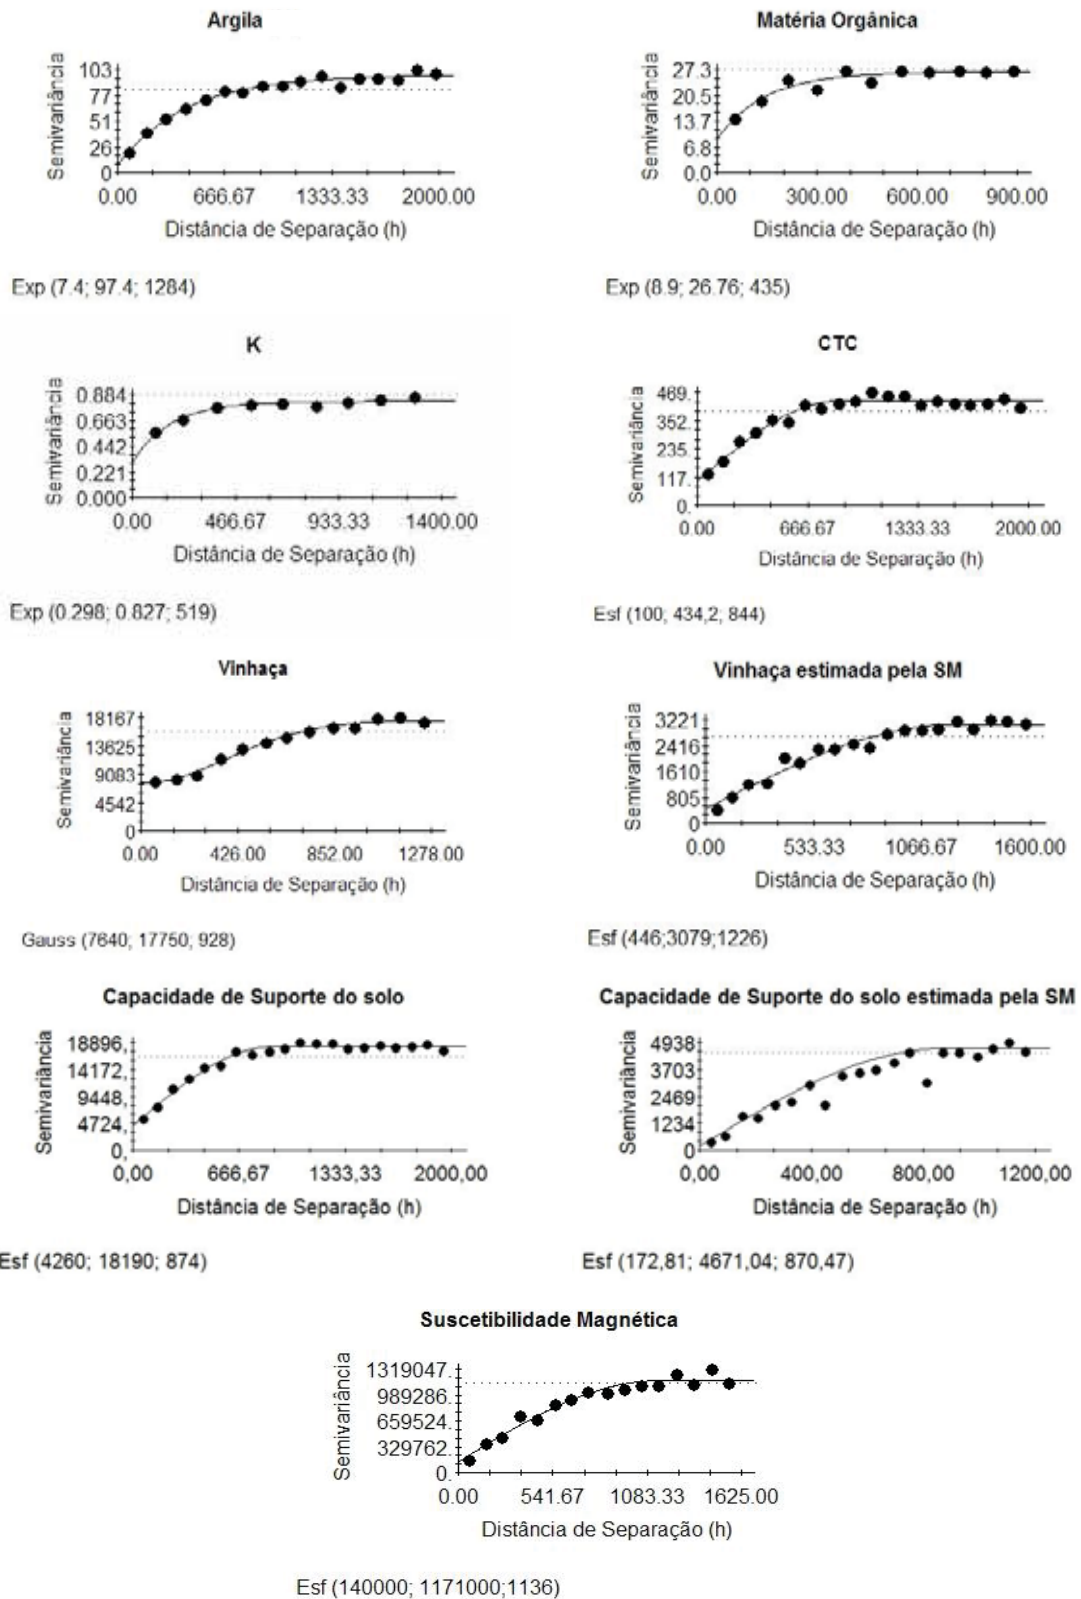 Argila
Semivariância
103
77
51
26
0
0.00 666.67 1333.33 2000.00
Distância de Separação (h)
Exp (7.4; 97.4; 1284)
Matéria Orgânica
Semivariância
27.3
20.5
13.7
6.8
0.0
0.00 300.00 600.00 900.00
Distância de Separação (h)
Exp (8.9; 26.76; 435)
K
Semivariância
0.884
0.663
0.442
0.221
0.000
0.00 466.67 933.33 1400.00
Distância de Separação (h)
Exp (0.298; 0.827; 519)
CTC
Semivariância
469.
352.
235.
117.
0.
0.00 666.67 1333.33 2000.00
Distância de Separação (h)
Esf (100; 434,2; 844)
Vinhaça
Semivariância
18167
13625
9083
4542
0
0.00 426.00 852.00 1278.00
Distância de Separação (h)
Gauss (7640; 17750; 928)
Vinhaça estimada pela SM
Semivariância
3221
2416
1610
805
0
0.00 533.33 1066.67 1600.00
Distância de Separação (h)
Esf (446;3079;1226)
Capacidade de Suporte do solo
Semivariância
18896,
14172,
9448,
4724,
0,
0,00 666,67 1333,33 2000,00
Distância de Separação (h)
Esf (4260; 18190; 874)
Capacidade de Suporte do solo estimada pela SM
Semivariância
4938
3703
2469
1234
0
0,00 400,00 800,00 1200,00
Distância de Separação (h)
Esf (172,81; 4671,04; 870,47)
Suscetibilidade Magnética
Semivariância
1319047.
989286.
659524.
329762.
0.
0.00 541.67 1083.33 1625.00
Distância de Separação (h)
Esf (140000; 1171000;1136)